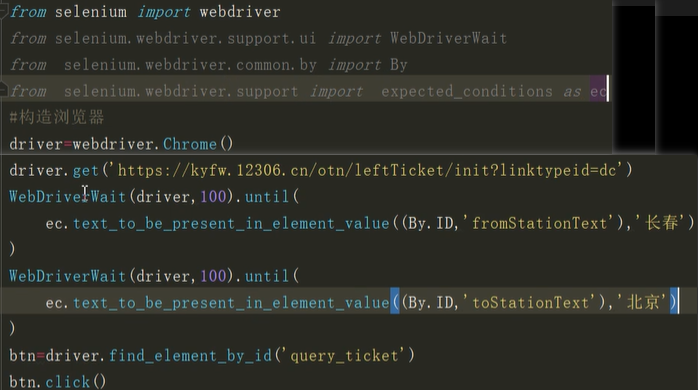 from selenium import webdriver
from selenium.webdriver.support.ui import WebDriverWait
from  selenium.webdriver.common.by import By
from  selenium.webdriver.support import  expected_conditions as ec
#构造浏览器
driver=webdriver.Chrome()
driver.get('https://kyfw.12306.cn/otn/leftTicket/init?linktypeid=dc')
WebDriverWait(driver,100).until(
    ec.text_to_be_present_in_element_value((By.ID,'fromStationText'),'长春')
)
WebDriverWait(driver,100).until(
    ec.text_to_be_present_in_element_value((By.ID,'toStationText'),'北京')
)
btn=driver.find_element_by_id('query_ticket')
btn.click()